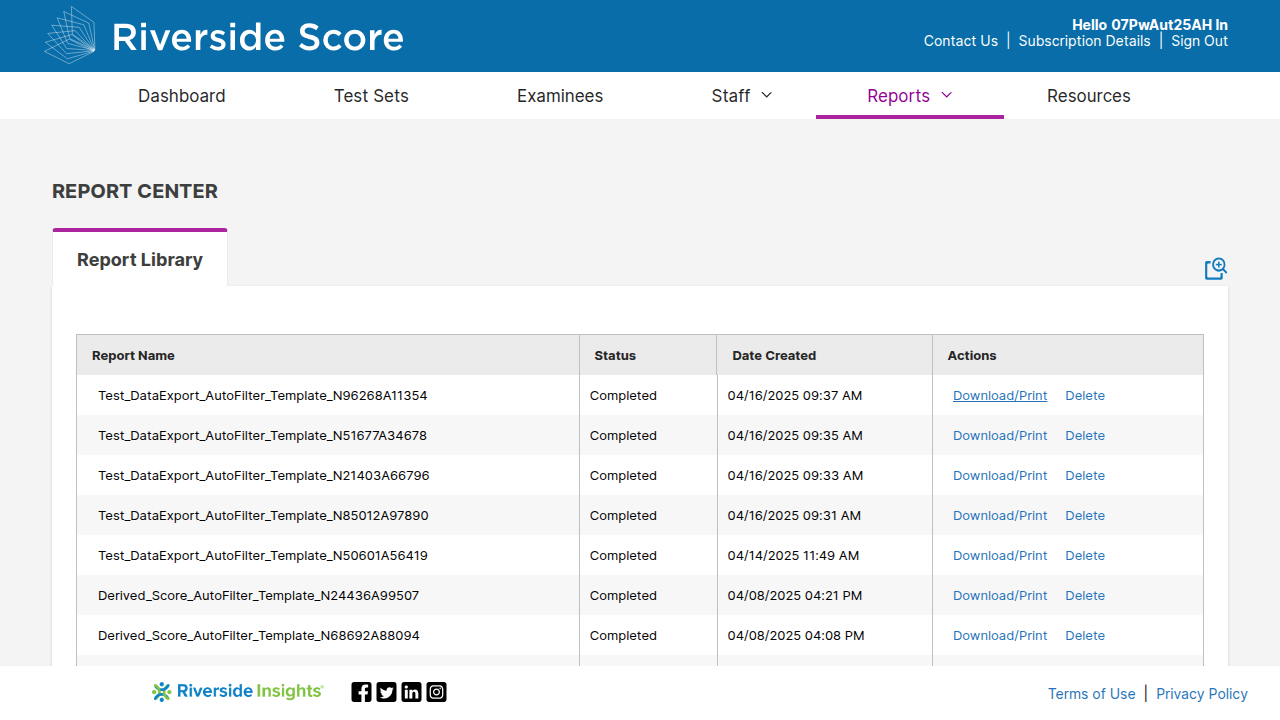 Riverside Score
Hello 07PwAut25AH In
Contact Us | Subscription Details | Sign Out
Dashboard Test Sets Examinees Staff Reports Resources
REPORT CENTER
Report Library
Report Name Status Date Created Actions
Test_DataExport_AutoFilter_Template_N96268A11354 Completed 04/16/2025 09:37 AM Download/Print Delete
Test_DataExport_AutoFilter_Template_N51677A34678 Completed 04/16/2025 09:35 AM Download/Print Delete
Test_DataExport_AutoFilter_Template_N21403A66796 Completed 04/16/2025 09:33 AM Download/Print Delete
Test_DataExport_AutoFilter_Template_N85012A97890 Completed 04/16/2025 09:31 AM Download/Print Delete
Test_DataExport_AutoFilter_Template_N50601A56419 Completed 04/14/2025 11:49 AM Download/Print Delete
Derived_Score_AutoFilter_Template_N24436A99507 Completed 04/08/2025 04:21 PM Download/Print Delete
Derived_Score_AutoFilter_Template_N68692A88094 Completed 04/08/2025 04:08 PM Download/Print Delete
Riverside Insights
Terms of Use | Privacy Policy